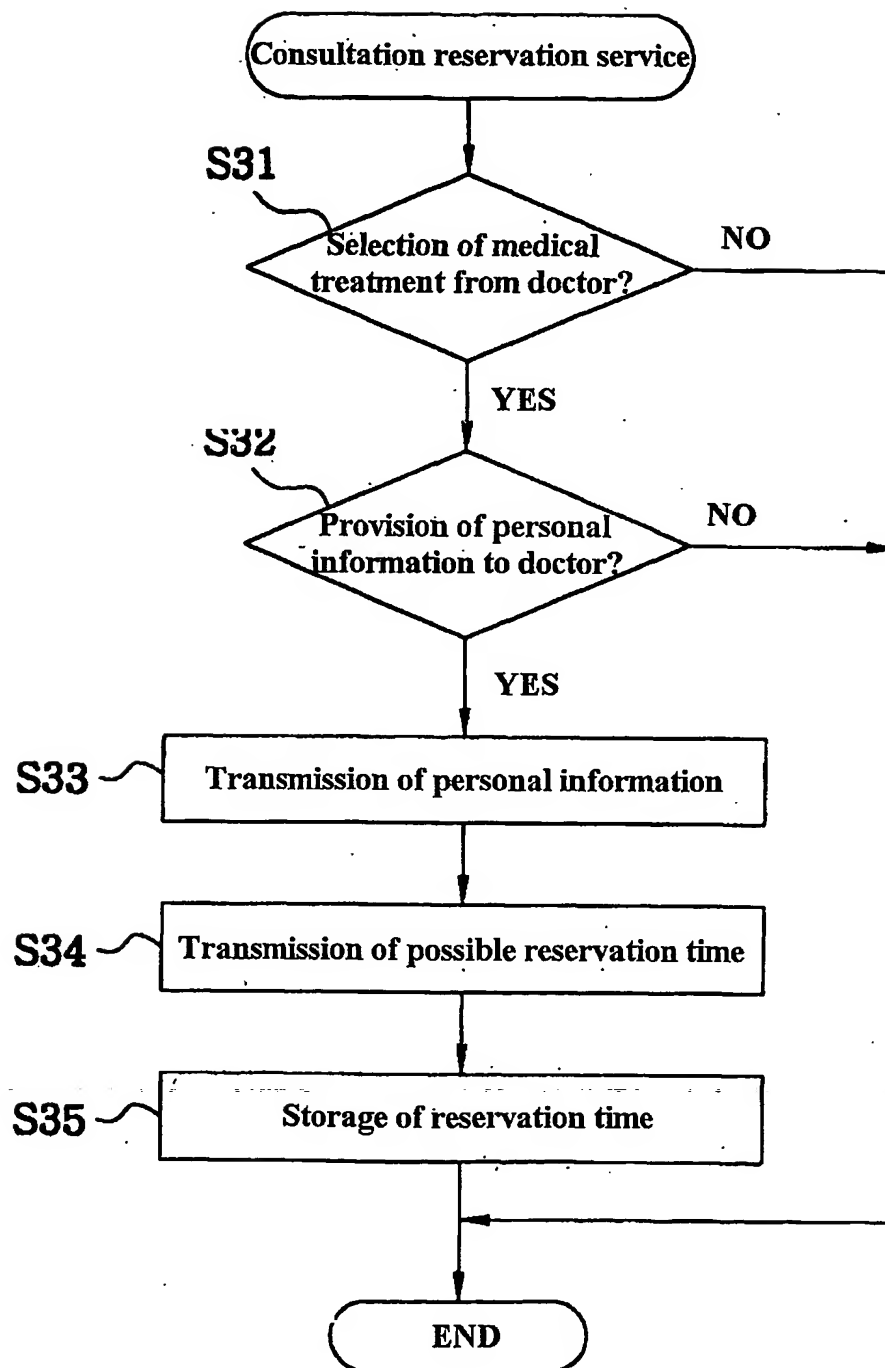 Consultation reservation service
S31
Selection of medical
treatment from doctor?
NO
YES
S32
Provision of personal
information to doctor?
NO
YES
S33
Transmission of personal information
S34
Transmission of possible reservation time
S35
Storage of reservation time
END